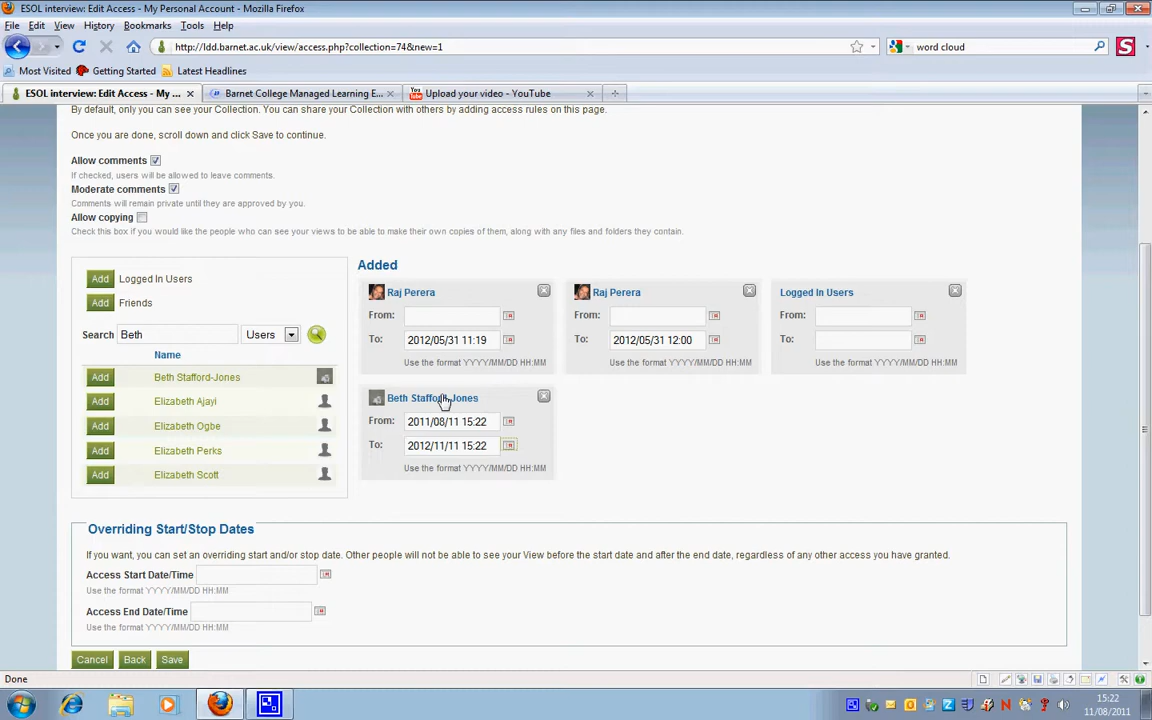 ESOL interview: Edit Access - My Personal Account - Mozilla Firefox
File Edit View History Bookmarks Tools Help
http://ldd.barnet.ac.uk/view/access.php?collection=74&new=1
word cloud
Most Visited Getting Started Latest Headlines
ESOL interview: Edit Access - My ... Barnet College Managed Learning E... Upload your video - YouTube
By default, only you can see your Collection. You can share your Collection with others by adding access rules on this page.
Once you are done, scroll down and click Save to continue.
Allow comments
If checked, users will be allowed to leave comments.
Moderate comments
Comments will remain private until they are approved by you.
Allow copying
Check this box if you would like the people who can see your views to be able to make their own copies of them, along with any files and folders they contain.
Add Logged In Users
Add Friends
Search Beth Users
Name
Add Beth Stafford-Jones
Add Elizabeth Ajayi
Add Elizabeth Ogbe
Add Elizabeth Perks
Add Elizabeth Scott
Added
Raj Perera
From:
To: 2012/05/31 11:19
Use the format YYYY/MM/DD HH:MM
Raj Perera
From:
To: 2012/05/31 12:00
Use the format YYYY/MM/DD HH:MM
Logged In Users
From:
To:
Use the format YYYY/MM/DD HH:MM
Beth Stafford-Jones
From: 2011/08/11 15:22
To: 2012/11/11 15:22
Use the format YYYY/MM/DD HH:MM
Overriding Start/Stop Dates
If you want, you can set an overriding start and/or stop date. Other people will not be able to see your View before the start date and after the end date, regardless of any other access you have granted.
Access Start Date/Time
Use the format YYYY/MM/DD HH:MM
Access End Date/Time
Use the format YYYY/MM/DD HH:MM
Cancel Back Save
Done
15:22
11/08/2011